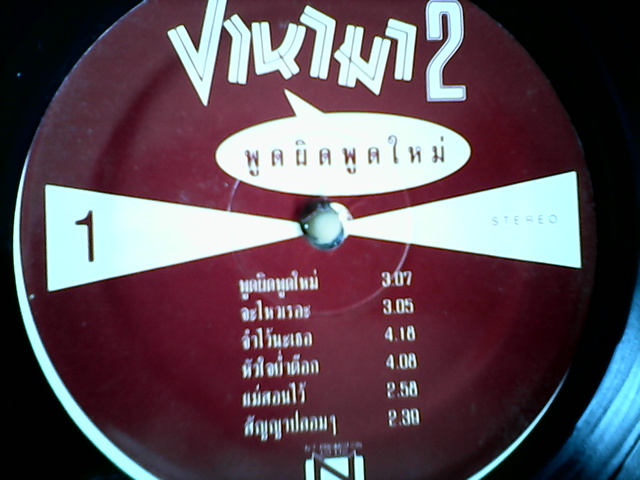 ปานามา 2
พูดผิดพูดใหม่
1
STEREO
พูดผิดพูดใหม่ 3:07
จะไหวเรอะ 3.05
จำไว้นะเธอ 4.18
หัวใจย่ำต๊อก 4.08
แม่สอนไว้ 2.58
สัญญาปลอมๆ 2.39
N